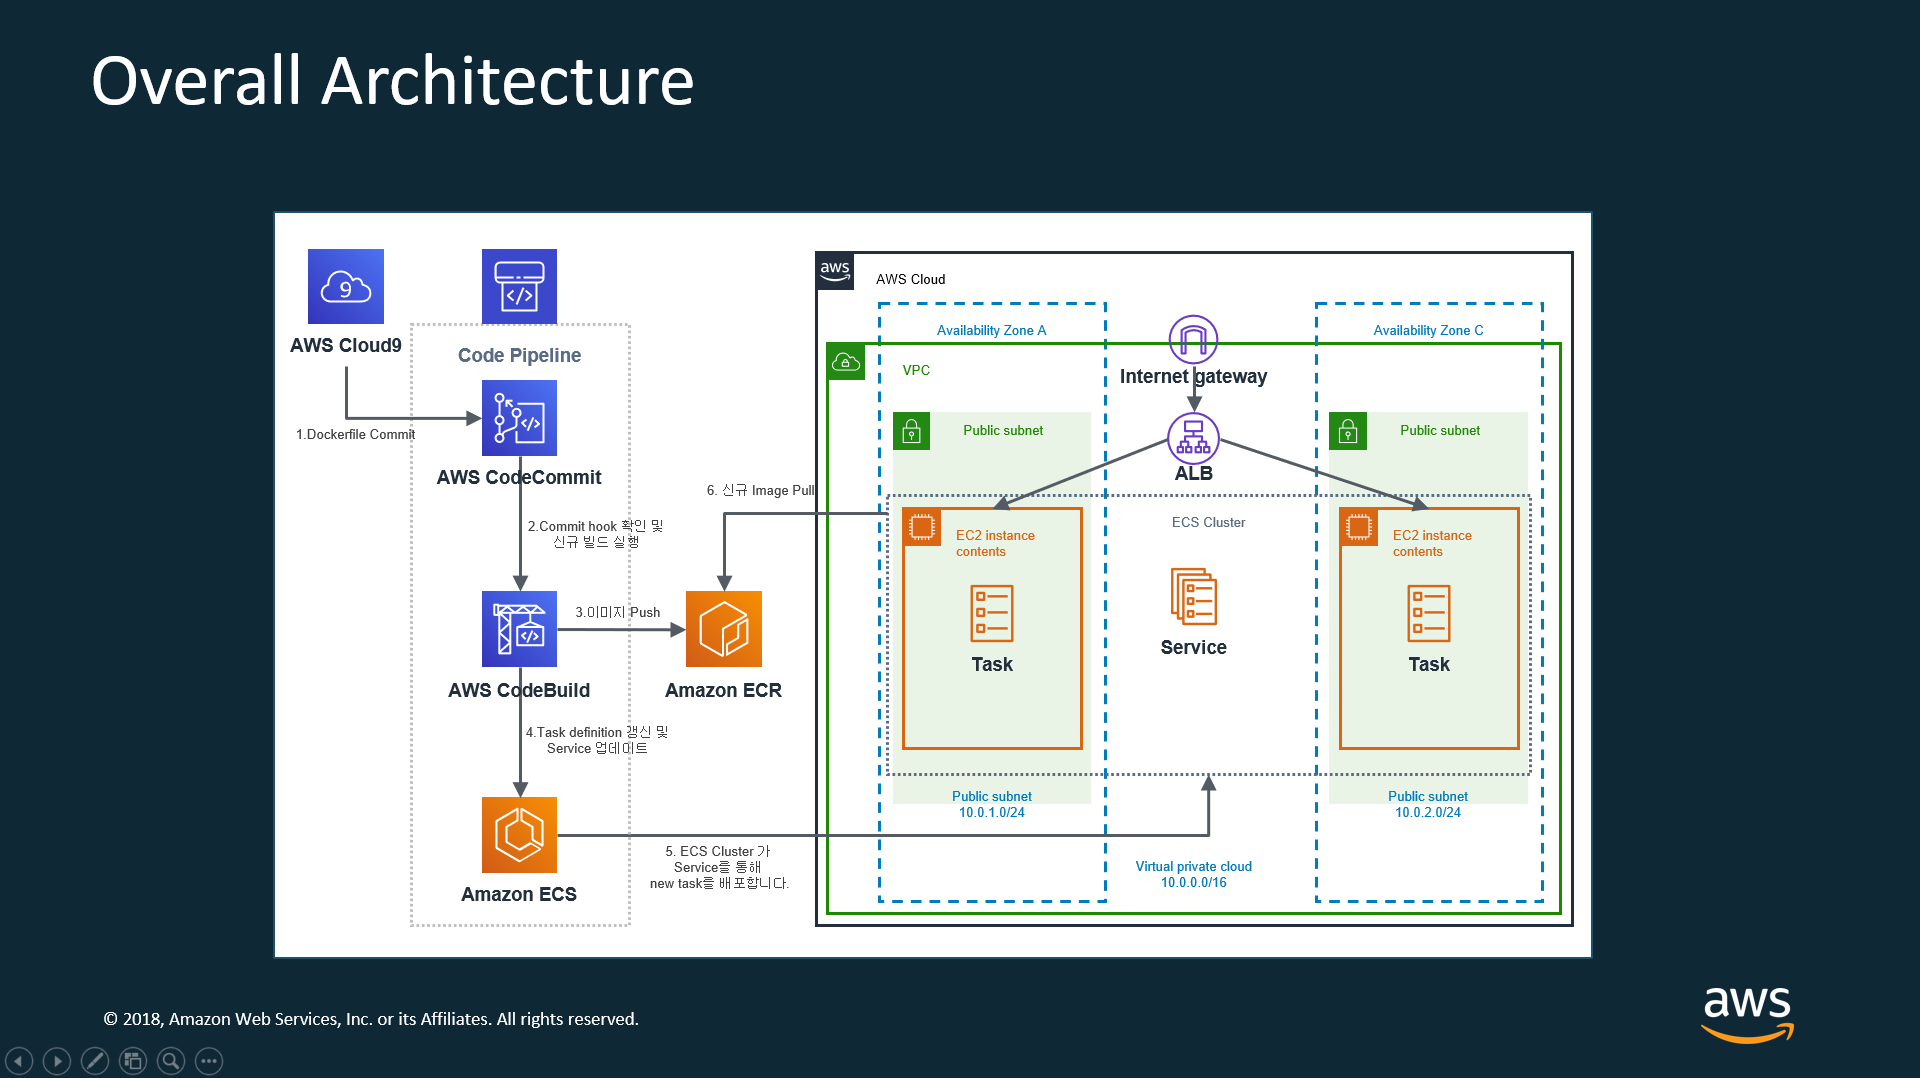 Overall Architecture
9
AWS Cloud9
1.Dockerfile Commit
Code Pipeline
AWS CodeCommit
2.Commit hook 확인 및
신규 빌드 실행
AWS CodeBuild
3.이미지 Push
Amazon ECR
4.Task definition 갱신 및
Service 업데이트
Amazon ECS
5. ECS Cluster 가
Service를 통해
new task를 배포합니다.
6. 신규 Image Pull
aws
AWS Cloud
Availability Zone A
Availability Zone C
VPC
Internet gateway
Public subnet
ALB
Public subnet
ECS Cluster
EC2 instance
contents
Task
Service
EC2 instance
contents
Task
Public subnet
10.0.1.0/24
Public subnet
10.0.2.0/24
Virtual private cloud
10.0.0.0/16
© 2018, Amazon Web Services, Inc. or its Affiliates. All rights reserved.
aws